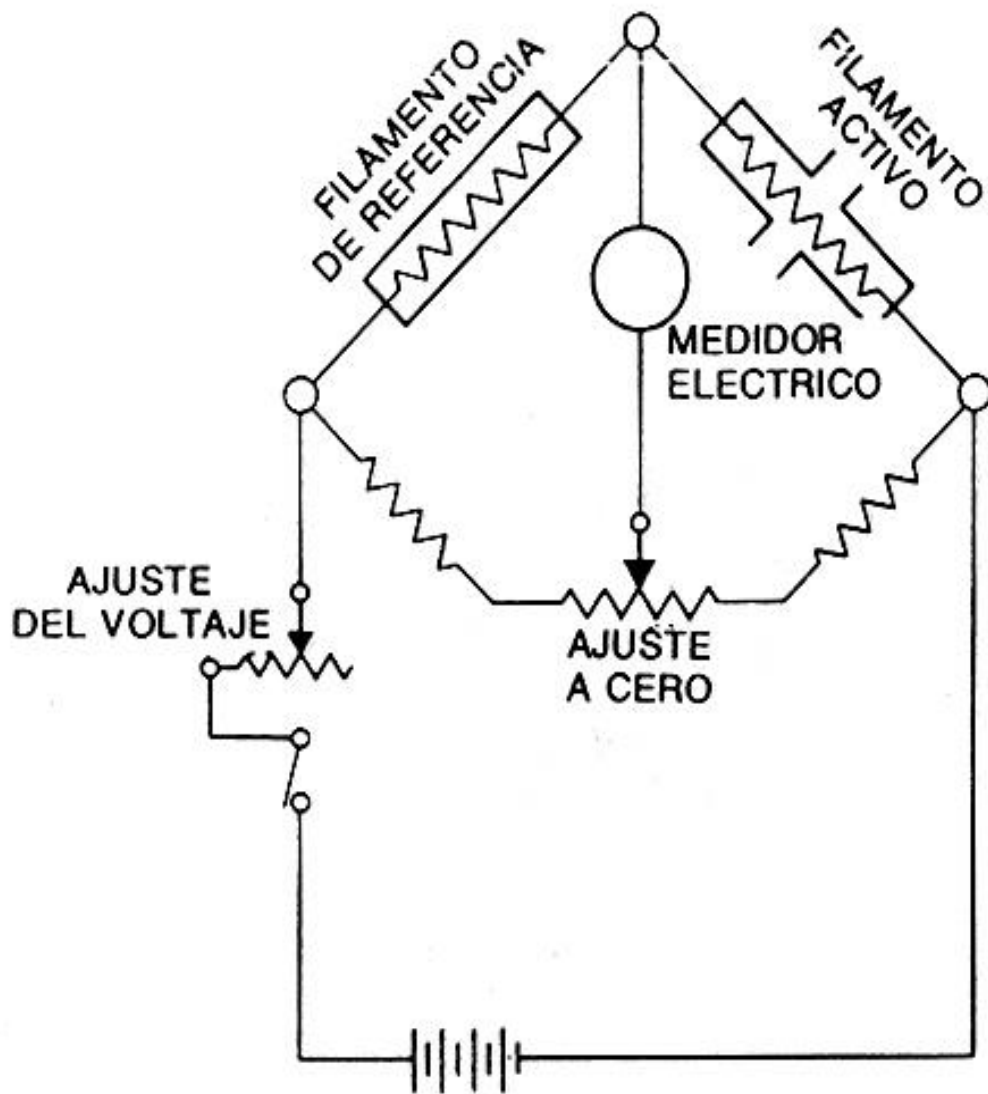 FILAMENTO
DE REFERENCIA
FILAMENTO
ACTIVO
MEDIDOR
ELECTRICO
AJUSTE
DEL VOLTAJE
AJUSTE
A CERO